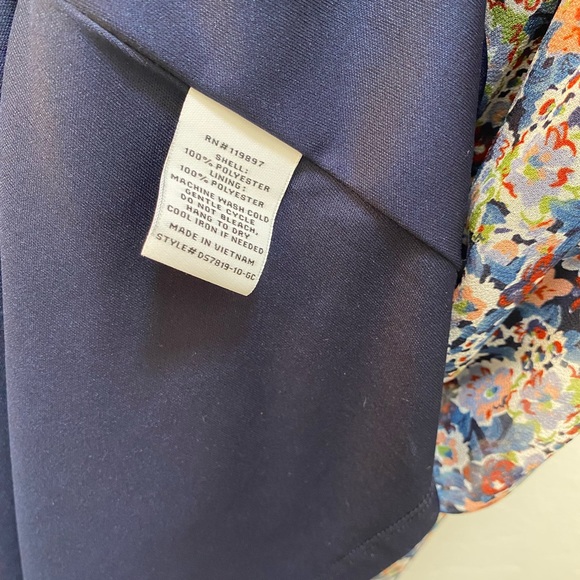 RN# 119897
SHELL:
100% POLYESTER
LINING:
100% POLYESTER
MACHINE WASH COLD
GENTLE CYCLE
DO NOT BLEACH.
HANG TO DRY
COOL IRON IF NEEDED
MADE IN VIETNAM
STYLE# DS7819-10-GC